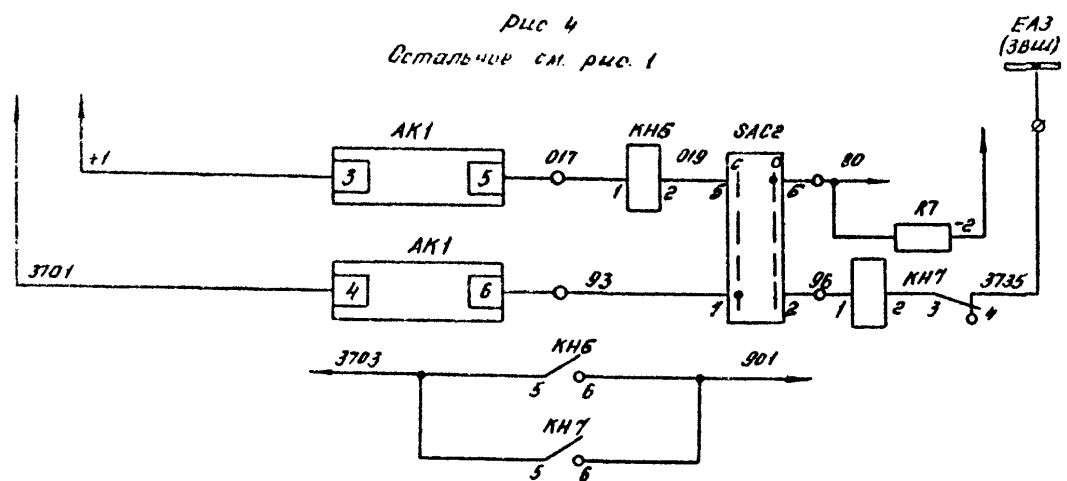 рис 4
Остальное см. рис. 1
ЕАЗ
(ЗВШ)
АК1
КН6
SAC2
+1
3
5
017
1
2
019
5
С
О
6
80
К7
-2
АК1
3701
4
6
93
1
2
96
1
2
КН7
3
4
3735
3703
КН6
5
6
901
КН7
5
6